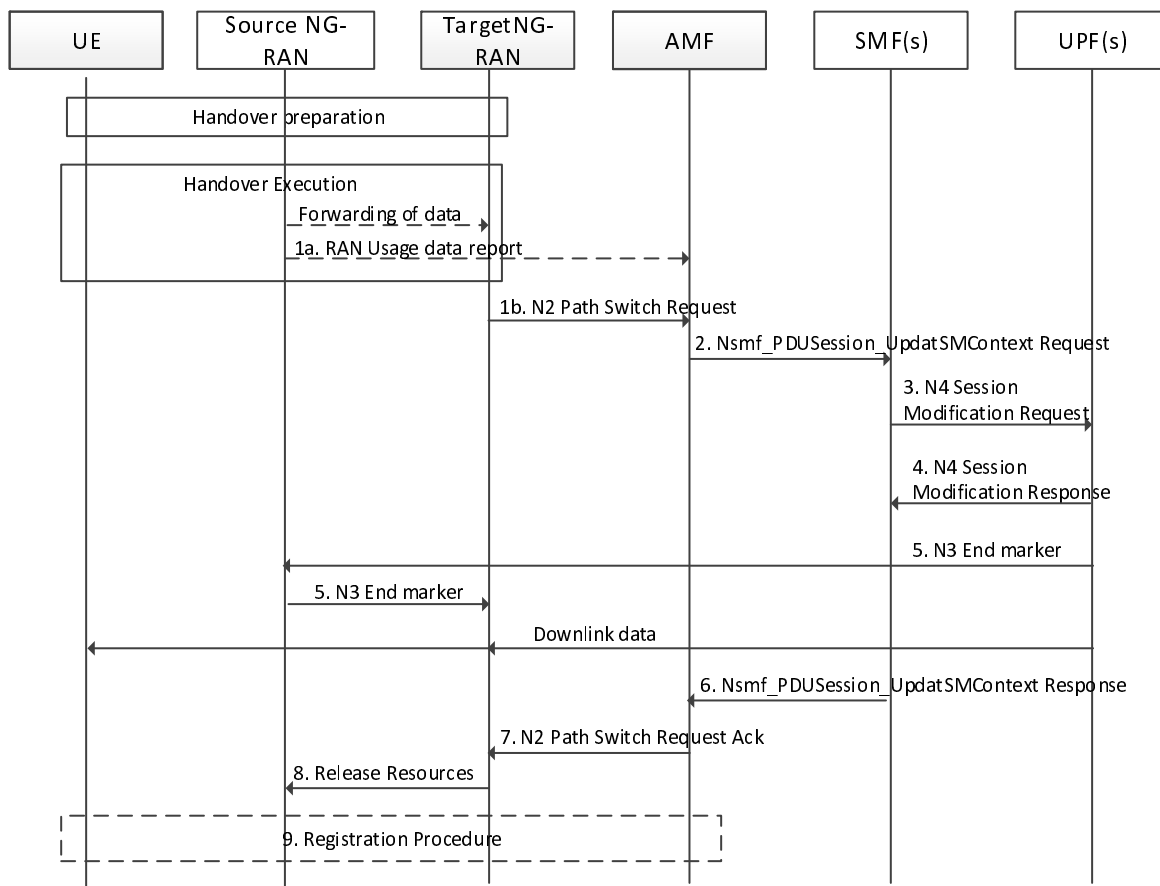 UE
Source NG-
RAN
TargetNG-
RAN
AMF
SMF(s)
UPF(s)
Handover preparation
Handover Execution
Forwarding of data
1a. RAN Usage data report
1b. N2 Path Switch Request
2. Nsmf_PDUSession_UpdatSMContext Request
3. N4 Session
Modification Request
4. N4 Session
Modification Response
5. N3 End marker
5. N3 End marker
Downlink data
6. Nsmf_PDUSession_UpdatSMContext Response
7. N2 Path Switch Request Ack
8. Release Resources
9. Registration Procedure